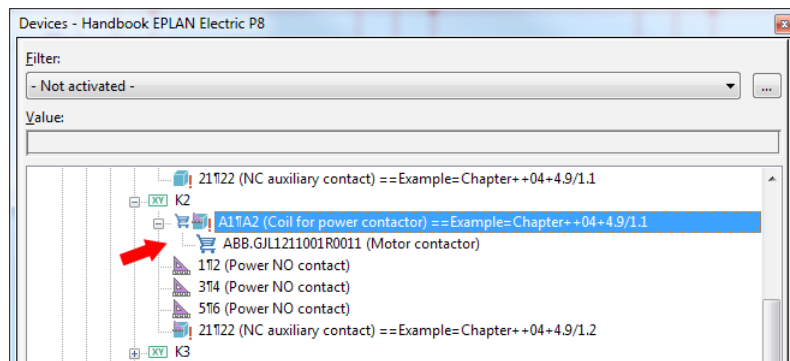 Devices - Handbook EPLAN Electric P8
Filter:
- Not activated -
...
Value:
21¶22 (NC auxiliary contact) ==Example=Chapter++04+4.9/1.1
XY K2
A1¶A2 (Coil for power contactor) ==Example=Chapter++04+4.9/1.1
ABB.GJL1211001R0011 (Motor contactor)
1¶2 (Power NO contact)
3¶4 (Power NO contact)
5¶6 (Power NO contact)
21¶22 (NC auxiliary contact) ==Example=Chapter++04+4.9/1.2
XY K3